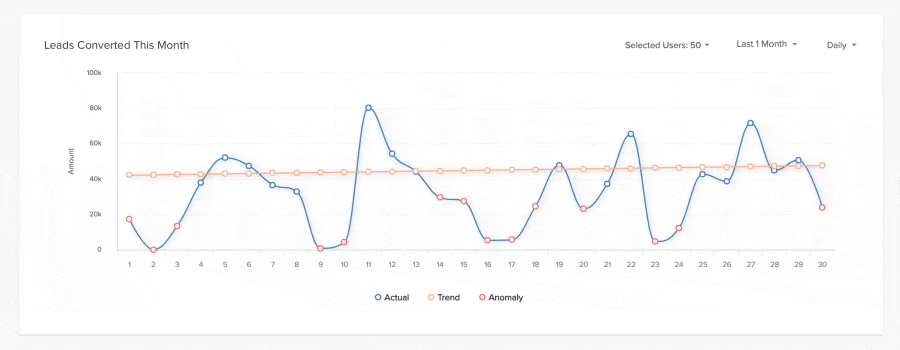 Leads Converted This Month
Selected Users: 50
Last 1 Month
Daily
100k
80k
60k
40k
20k
0
Amount
1 2 3 4 5 6 7 8 9 10 11 12 13 14 15 16 17 18 19 20 21 22 23 24 25 26 27 28 29 30
Actual Trend Anomaly